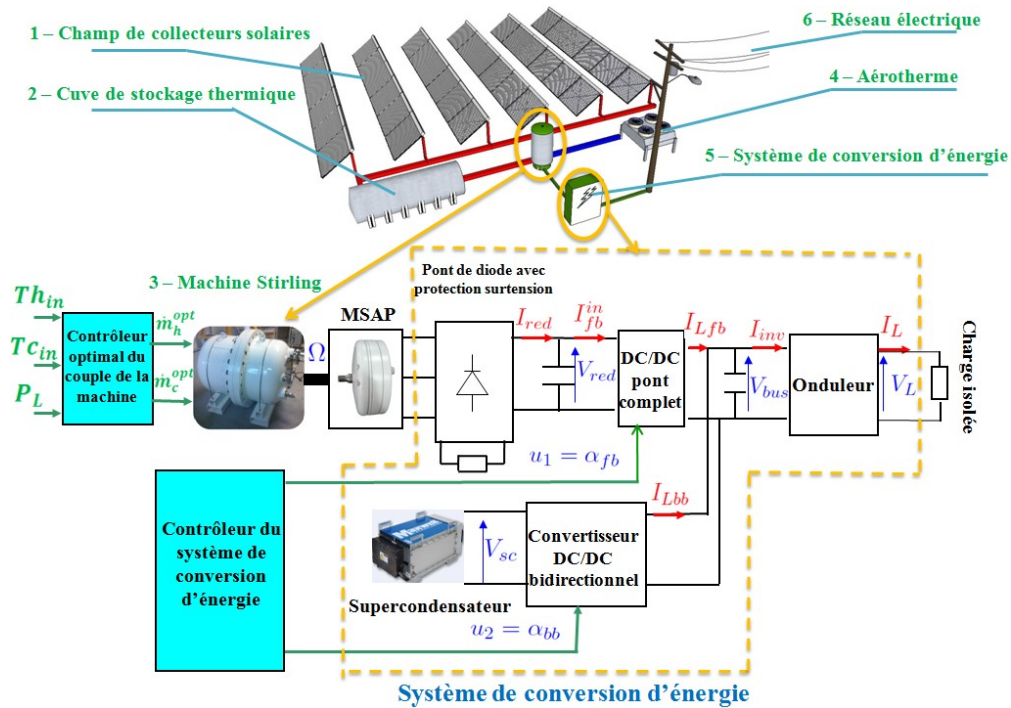 1 – Champ de collecteurs solaires
2 – Cuve de stockage thermique
6 – Réseau électrique
4 – Aérotherme
5 – Système de conversion d'énergie
3 – Machine Stirling
Pont de diode avec
protection surtension
MSAP
Th_in
Tc_in
P_L
Contrôleur
optimal du
couple de la
machine
ṁ_h^opt
ṁ_c^opt
Ω
I_red
I_fb^in
V_red
DC/DC
pont
complet
I_Lfb
I_inv
V_bus
Onduleur
I_L
V_L
Charge isolée
u_1 = α_fb
Contrôleur du
système de
conversion
d'énergie
V_sc
Supercondensateur
Convertisseur
DC/DC
bidirectionnel
I_Lbb
u_2 = α_bb
Système de conversion d'énergie